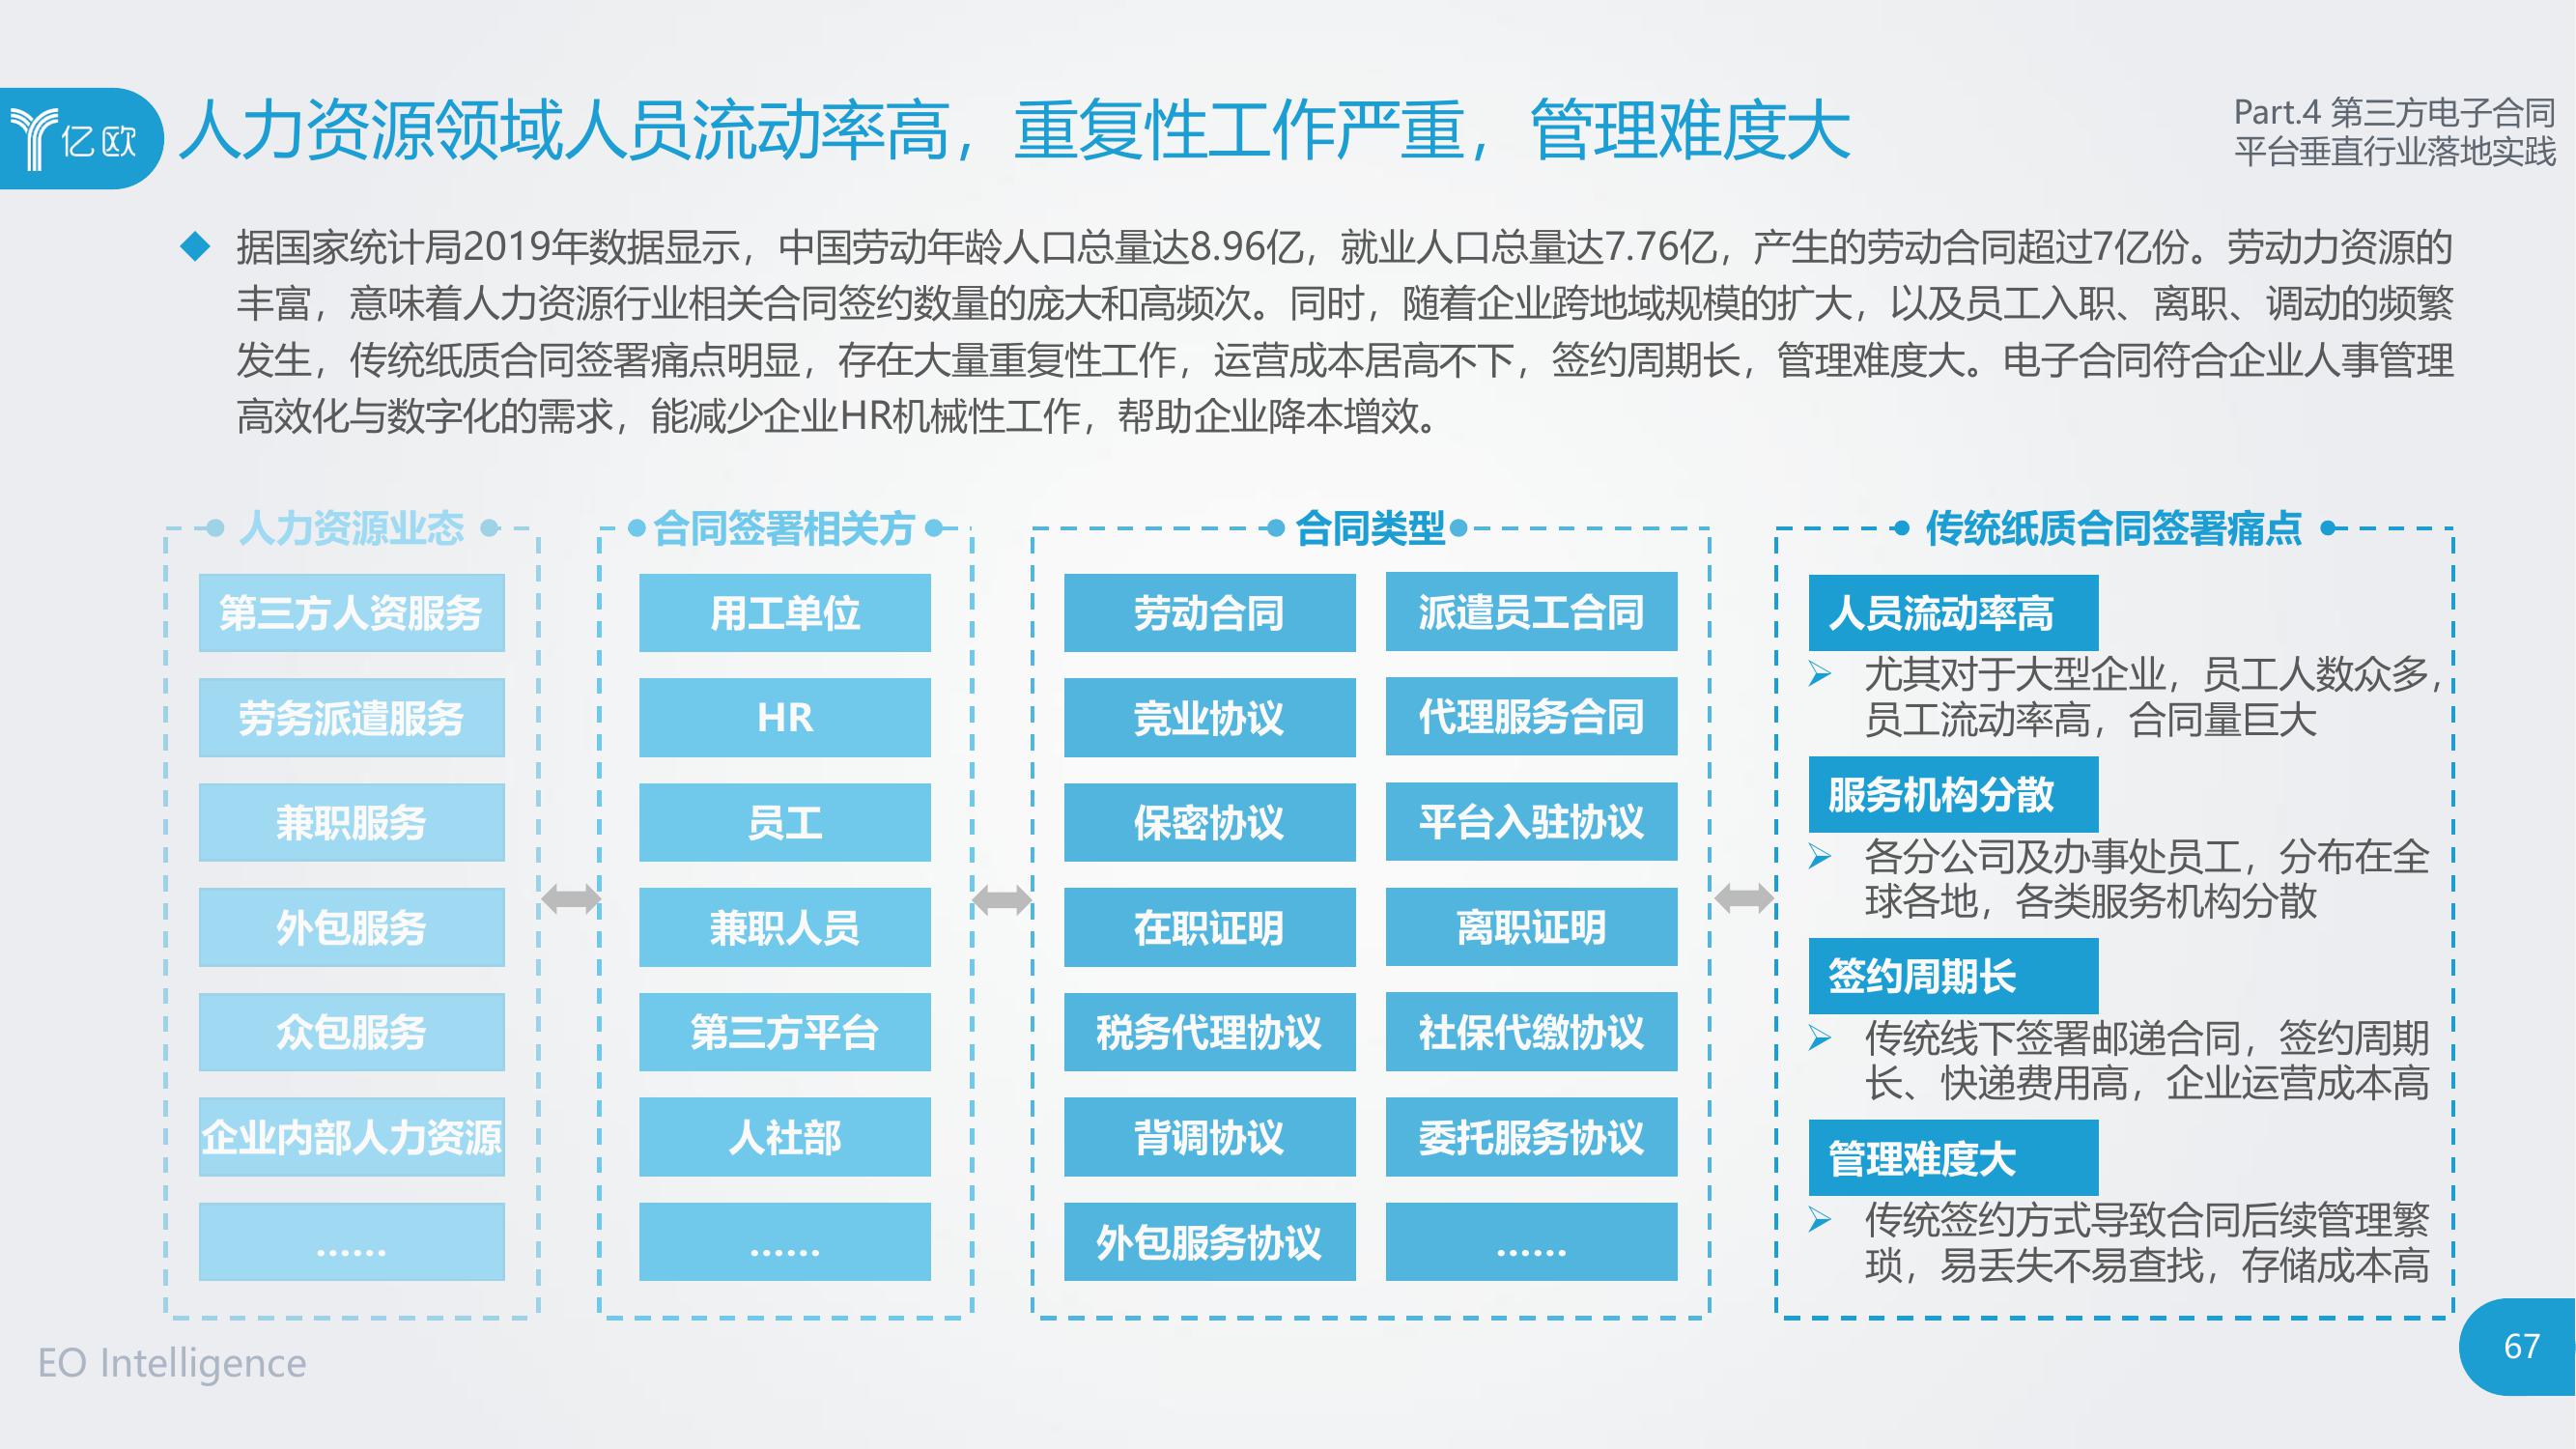 亿欧
人力资源领域人员流动率高，重复性工作严重，管理难度大
Part.4 第三方电子合同
平台垂直行业落地实践
据国家统计局2019年数据显示，中国劳动年龄人口总量达8.96亿，就业人口总量达7.76亿，产生的劳动合同超过7亿份。劳动力资源的
丰富，意味着人力资源行业相关合同签约数量的庞大和高频次。同时，随着企业跨地域规模的扩大，以及员工入职、离职、调动的频繁
发生，传统纸质合同签署痛点明显，存在大量重复性工作，运营成本居高不下，签约周期长，管理难度大。电子合同符合企业人事管理
高效化与数字化的需求，能减少企业HR机械性工作，帮助企业降本增效。
人力资源业态
第三方人资服务
劳务派遣服务
兼职服务
外包服务
众包服务
企业内部人力资源
……
合同签署相关方
用工单位
HR
员工
兼职人员
第三方平台
人社部
……
合同类型
劳动合同
派遣员工合同
竞业协议
代理服务合同
保密协议
平台入驻协议
在职证明
离职证明
税务代理协议
社保代缴协议
背调协议
委托服务协议
外包服务协议
……
传统纸质合同签署痛点
人员流动率高
尤其对于大型企业，员工人数众多，
员工流动率高，合同量巨大
服务机构分散
各分公司及办事处员工，分布在全
球各地，各类服务机构分散
签约周期长
传统线下签署邮递合同，签约周期
长、快递费用高，企业运营成本高
管理难度大
传统签约方式导致合同后续管理繁
琐，易丢失不易查找，存储成本高
EO Intelligence
67